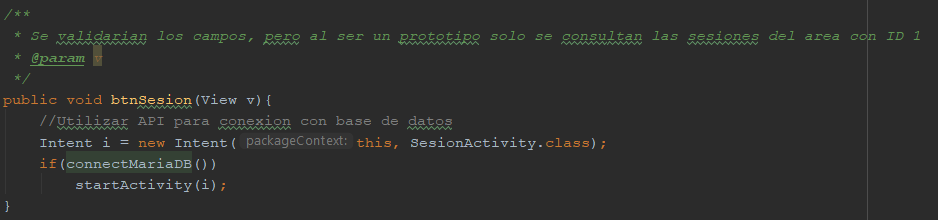 /**
 * Se validarian los campos, pero al ser un prototipo solo se consultan las sesiones del area con ID 1
 * @param v
 */
public void btnSesion(View v){
    //Utilizar API para conexion con base de datos
    Intent i = new Intent( packageContext: this, SesionActivity.class);
    if(connectMariaDB())
        startActivity(i);
}